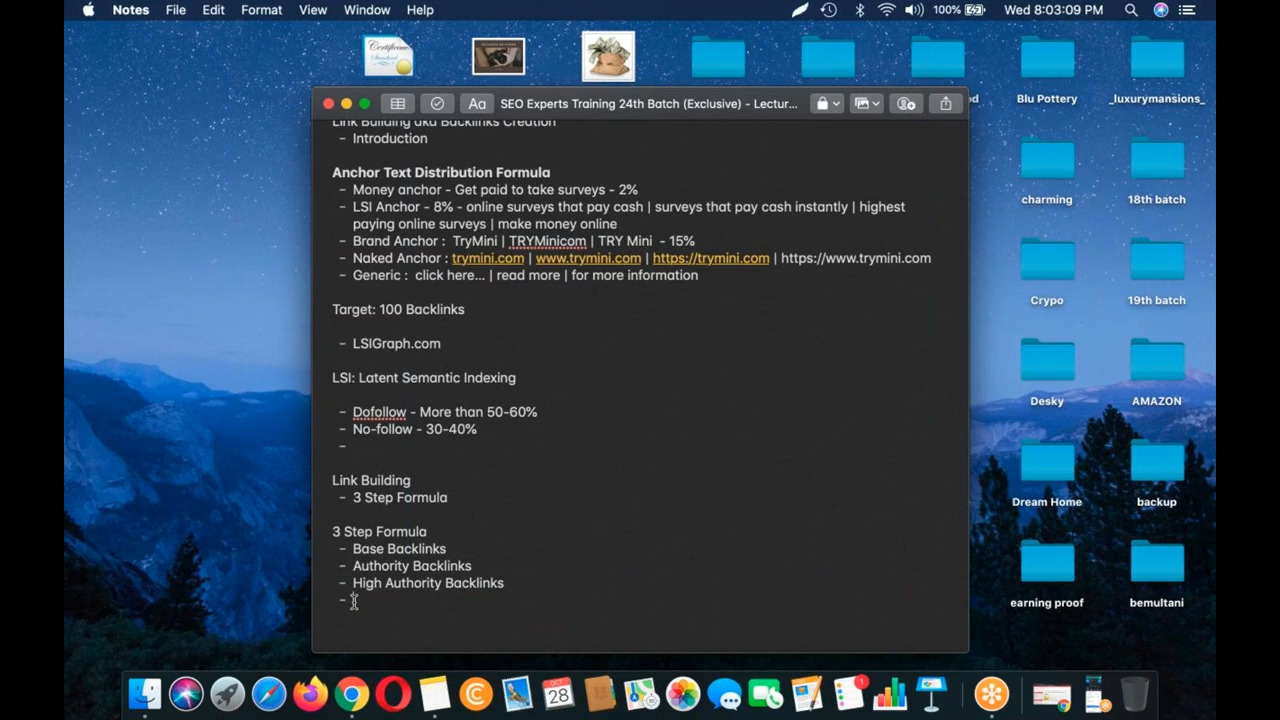 Notes File Edit Format View Window Help 100% Wed 8:03:09 PM
Certificate
SEO Experts Training 24th Batch (Exclusive) - Lectur...
Aa
Blu Pottery
_luxurymansions_
Link Building aka Backlinks Creation
- Introduction
Anchor Text Distribution Formula
- Money anchor - Get paid to take surveys - 2%
- LSI Anchor - 8% - online surveys that pay cash | surveys that pay cash instantly | highest
paying online surveys | make money online
- Brand Anchor : TryMini | TRYMinicom | TRY Mini - 15%
- Naked Anchor : trymini.com | www.trymini.com | https://trymini.com | https://www.trymini.com
- Generic : click here... | read more | for more information
Target: 100 Backlinks
- LSIGraph.com
LSI: Latent Semantic Indexing
- Dofollow - More than 50-60%
- No-follow - 30-40%
-
Link Building
- 3 Step Formula
3 Step Formula
- Base Backlinks
- Authority Backlinks
- High Authority Backlinks
-
charming
18th batch
Crypo
19th batch
Desky
AMAZON
Dream Home
backup
earning proof
bemultani
OCT
28
1